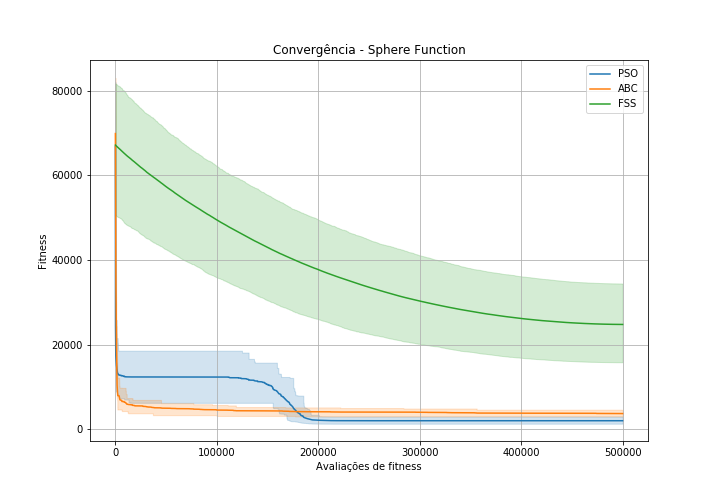 Convergência - Sphere Function
PSO
ABC
FSS
80000
60000
40000
20000
0
Fitness
0
100000
200000
300000
400000
500000
Avaliações de fitness